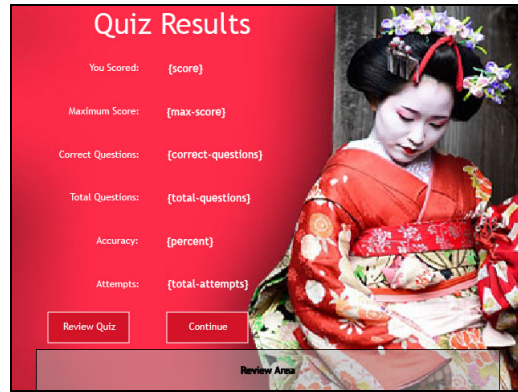 Quiz Results
You Scored: {score}
Maximum Score: {max-score}
Correct Questions: {correct-questions}
Total Questions: {total-questions}
Accuracy: {percent}
Attempts: {total-attempts}
Review Quiz Continue
Review Area